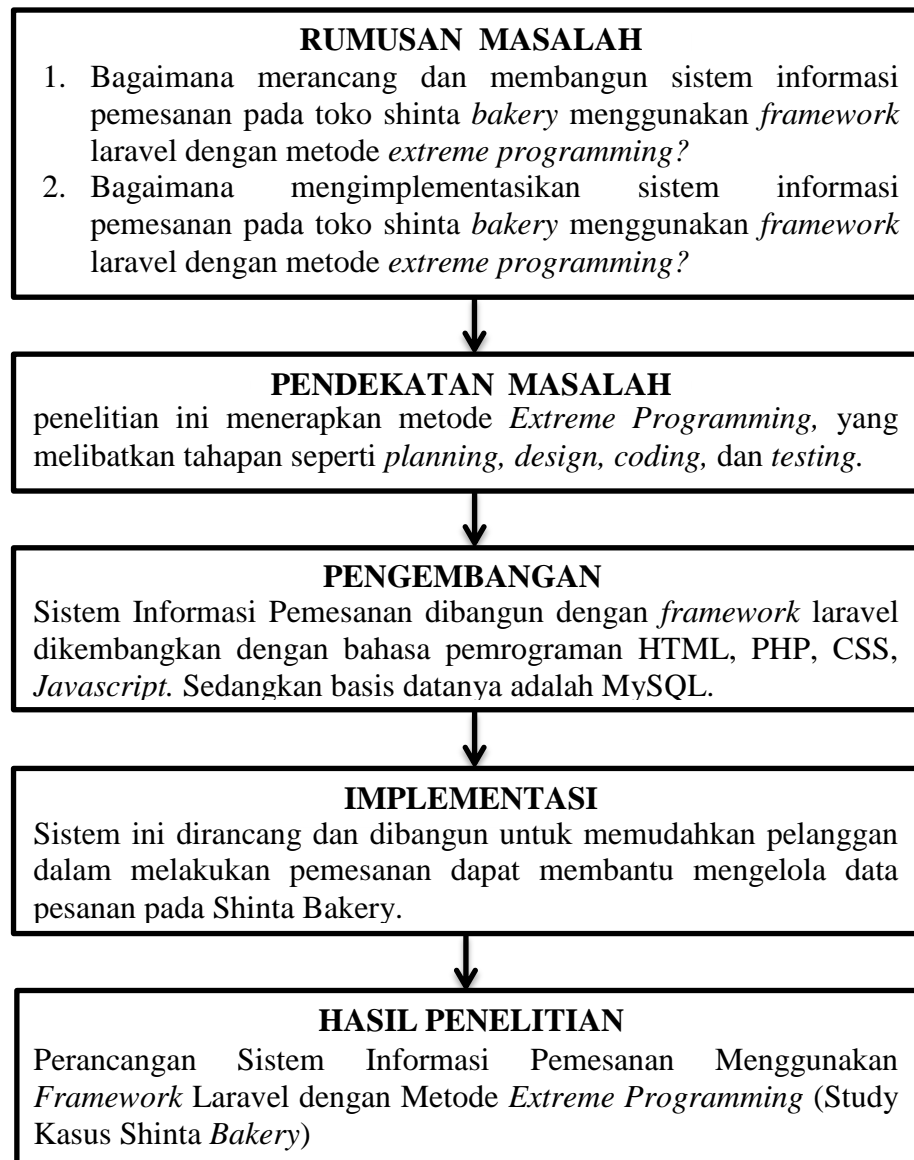 RUMUSAN MASALAH
1. Bagaimana merancang dan membangun sistem informasi
pemesanan pada toko shinta bakery menggunakan framework
laravel dengan metode extreme programming?
2. Bagaimana mengimplementasikan sistem informasi
pemesanan pada toko shinta bakery menggunakan framework
laravel dengan metode extreme programming?
PENDEKATAN MASALAH
penelitian ini menerapkan metode Extreme Programming, yang
melibatkan tahapan seperti planning, design, coding, dan testing.
PENGEMBANGAN
Sistem Informasi Pemesanan dibangun dengan framework laravel
dikembangkan dengan bahasa pemrograman HTML, PHP, CSS,
Javascript. Sedangkan basis datanya adalah MySQL.
IMPLEMENTASI
Sistem ini dirancang dan dibangun untuk memudahkan pelanggan
dalam melakukan pemesanan dapat membantu mengelola data
pesanan pada Shinta Bakery.
HASIL PENELITIAN
Perancangan Sistem Informasi Pemesanan Menggunakan
Framework Laravel dengan Metode Extreme Programming (Study
Kasus Shinta Bakery)